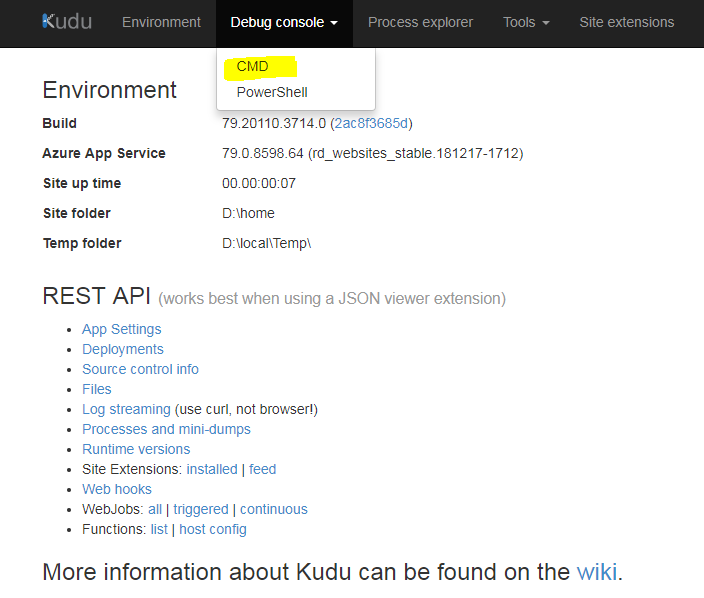 Kudu Environment Debug console Process explorer Tools Site extensions
CMD
PowerShell
Environment
Build 79.20110.3714.0 (2ac8f3685d)
Azure App Service 79.0.8598.64 (rd_websites_stable.181217-1712)
Site up time 00.00:00:07
Site folder D:\home
Temp folder D:\local\Temp\
REST API (works best when using a JSON viewer extension)
• App Settings
• Deployments
• Source control info
• Files
• Log streaming (use curl, not browser!)
• Processes and mini-dumps
• Runtime versions
• Site Extensions: installed | feed
• Web hooks
• WebJobs: all | triggered | continuous
• Functions: list | host config
More information about Kudu can be found on the wiki.